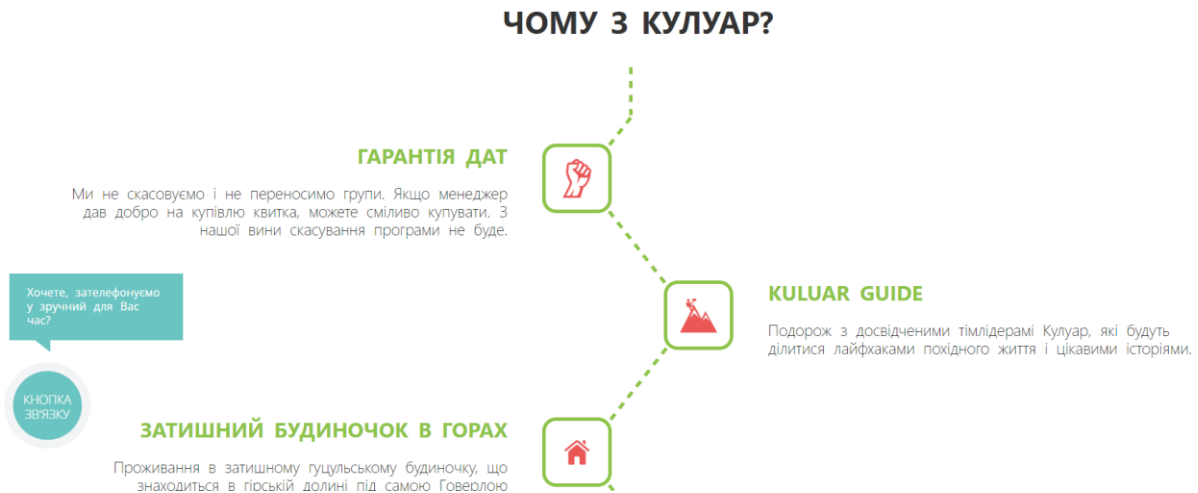 ЧОМУ З КУЛУАР?
ГАРАНТІЯ ДАТ
Ми не скасовуємо і не переносимо групи. Якщо менеджер
дав добро на купівлю квитка, можете сміливо купувати. З
нашої вини скасування програми не буде.
Хочете, зателефонуємо
у зручний для Вас
час?
KULUAR GUIDE
Подорож з досвідченими тімлідерамі Кулуар, які будуть
ділитися лайфхаками похідного життя і цікавими історіями.
КНОПКА
ЗВ'ЯЗКУ
ЗАТИШНИЙ БУДИНОЧОК В ГОРАХ
Проживання в затишному гуцульському будиночку, що
знаходиться в гірській долині під самою Говерлою